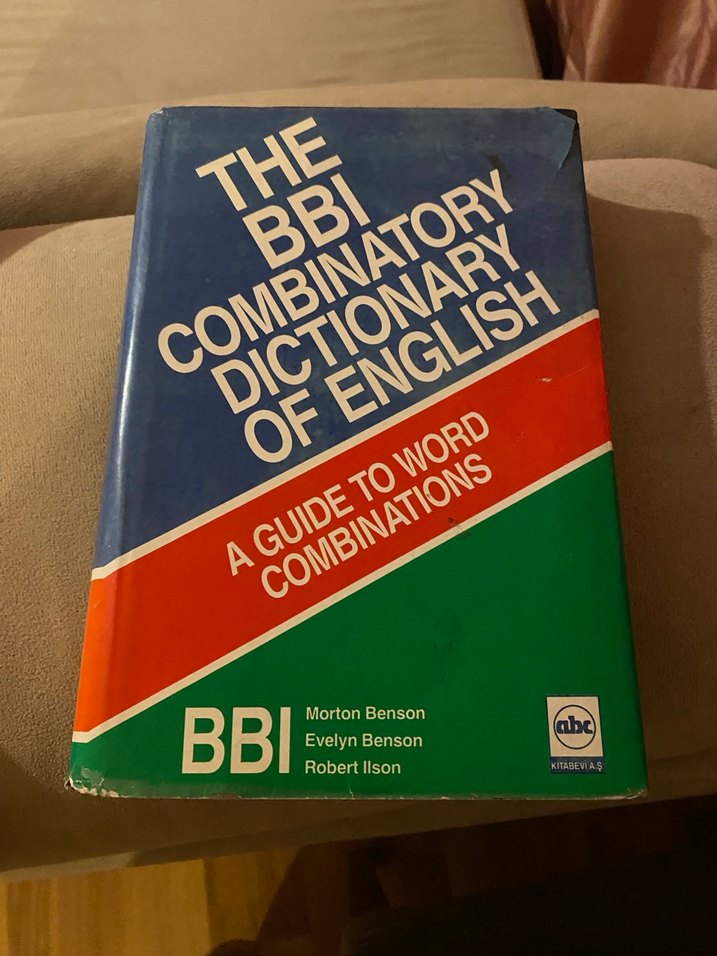 THE
BBI
COMBINATORY
DICTIONARY
OF ENGLISH
A GUIDE TO WORD
COMBINATIONS
BBI
Morton Benson
Evelyn Benson
Robert Ilson
abc
KITABEVİ A.Ş